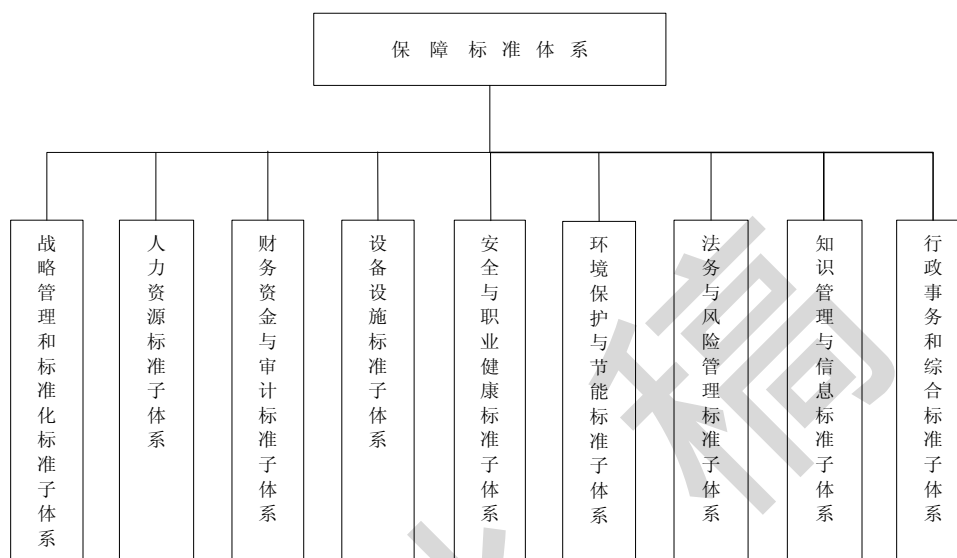 保障标准体系
战略管理和标准化标准子体系
人力资源标准子体系
财务资金与审计标准子体系
设备设施标准子体系
安全与职业健康标准子体系
环境保护与节能标准子体系
法务与风险管理标准子体系
知识管理与信息标准子体系
行政事务和综合标准子体系
稿